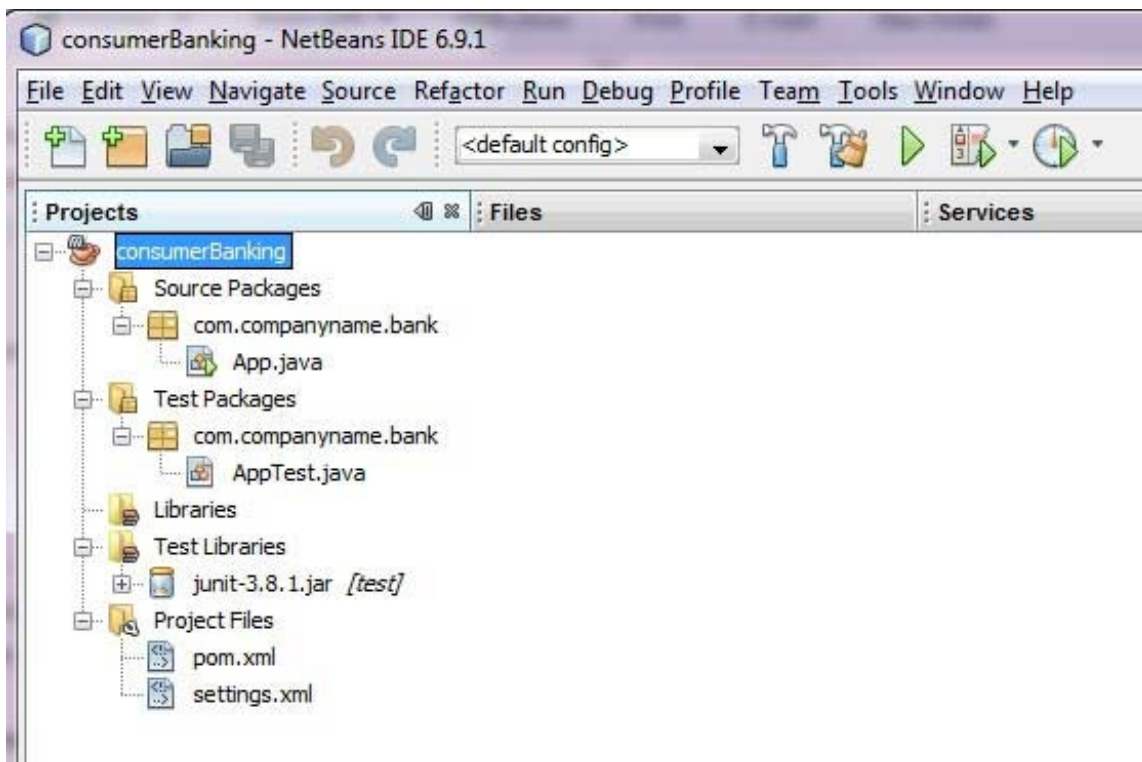 consumerBanking - NetBeans IDE 6.9.1
File Edit View Navigate Source Refactor Run Debug Profile Team Tools Window Help
<default config>
Projects Files Services
consumerBanking
Source Packages
com.companyname.bank
App.java
Test Packages
com.companyname.bank
AppTest.java
Libraries
Test Libraries
junit-3.8.1.jar [test]
Project Files
pom.xml
settings.xml